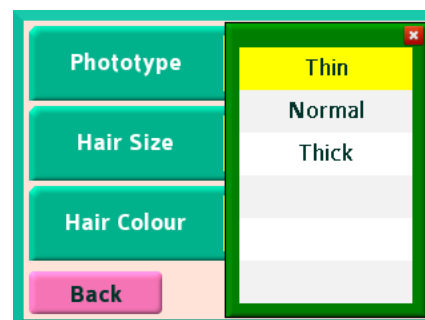 Phototype
Hair Size
Hair Colour
Back
Thin
Normal
Thick